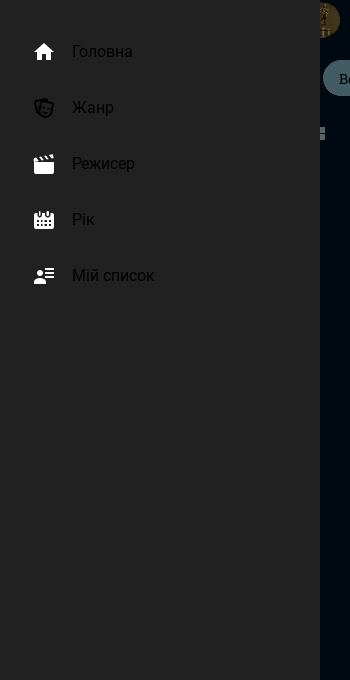 Головна
Жанр
Режисер
Рік
Мій список